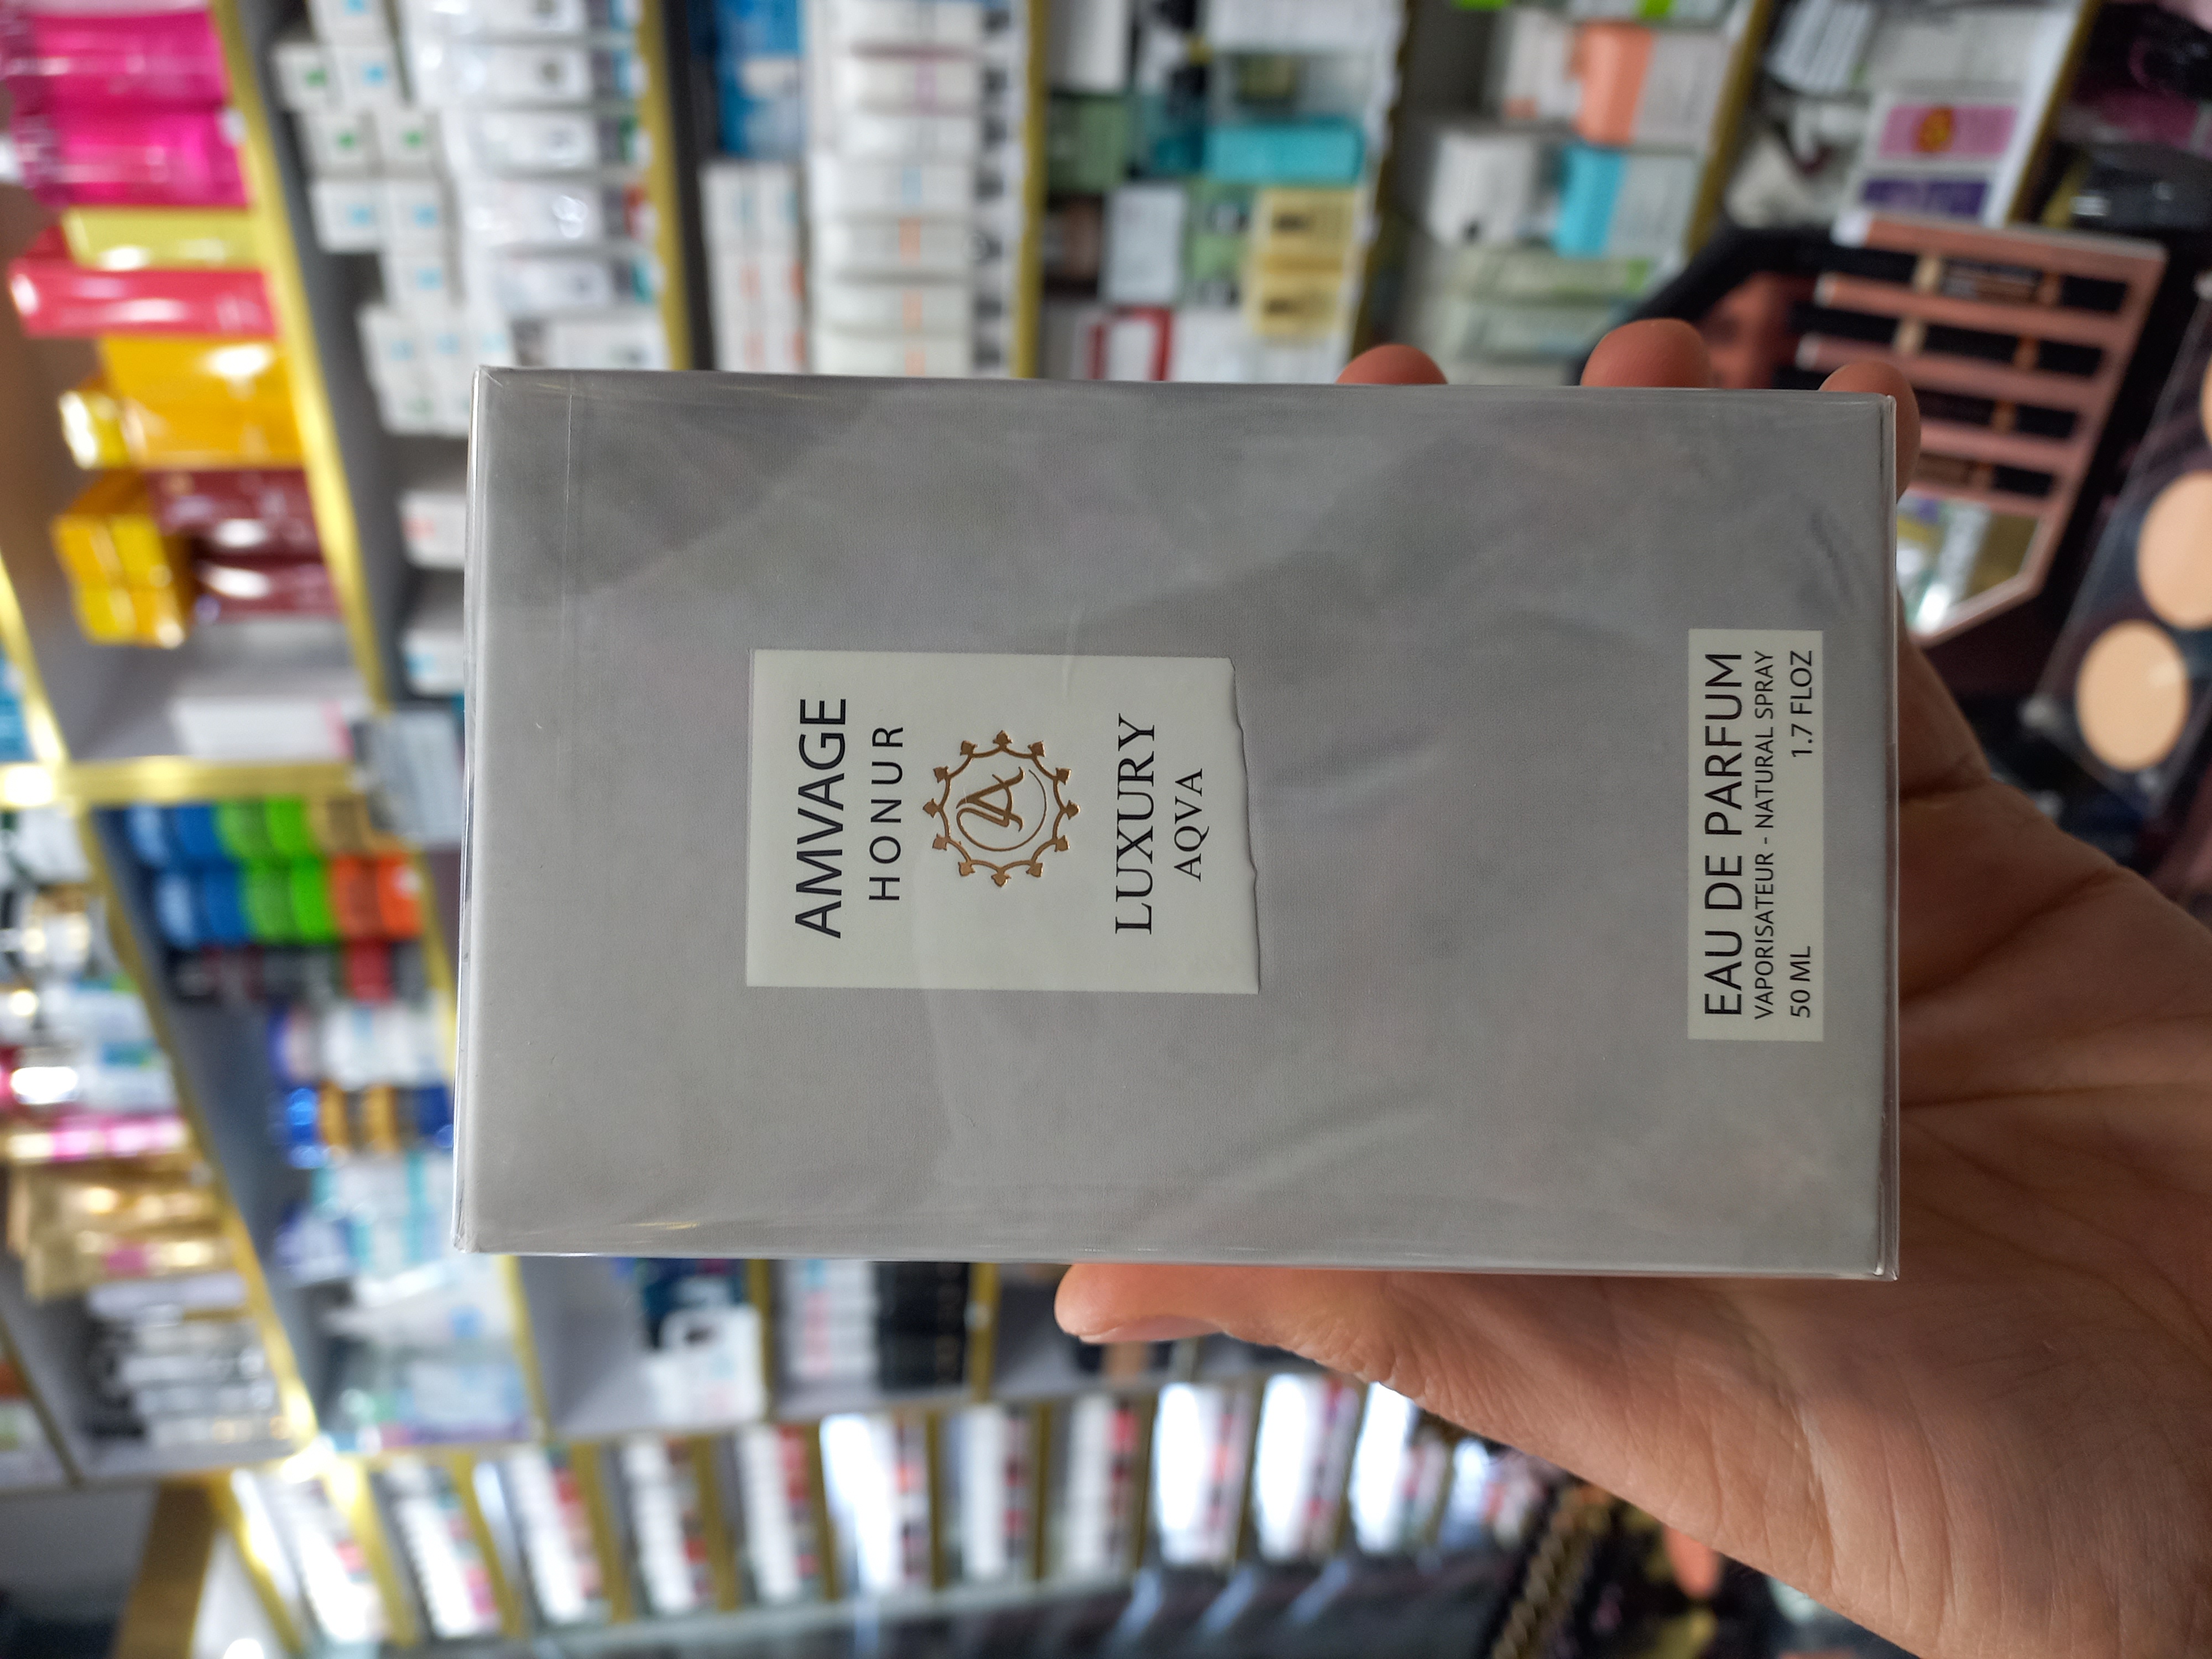 AMVAGE
HONUR
LUXURY
AQVA
EAU DE PARFUM
VAPORISATEUR - NATURAL SPRAY
50 ML 1.7 FLOZ